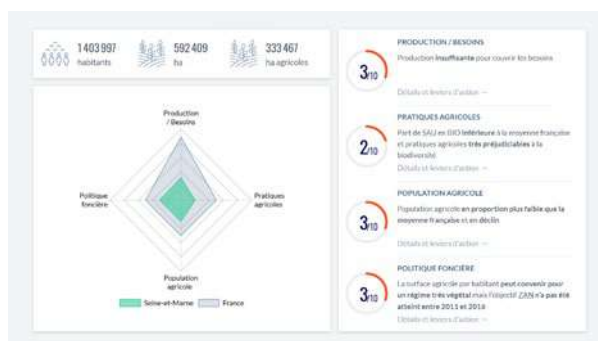 1 403 997
habitants
592 409
ha
333 467
ha agricoles
Production
/ Besoins
Pratiques
agricoles
Population
agricole
Politique
foncière
Seine-et-Marne
France
PRODUCTION / BESOINS
3/10
Production insuffisante pour couvrir les besoins
Détails et leviers d'action →
PRATIQUES AGRICOLES
2/10
Part de SAU en BIO inférieure à la moyenne française
et pratiques agricoles très préjudiciables à la
biodiversité
Détails et leviers d'action →
POPULATION AGRICOLE
3/10
Population agricole en proportion plus faible que la
moyenne française et en déclin
Détails et leviers d'action →
POLITIQUE FONCIÈRE
3/10
La surface agricole par habitant peut convenir pour
un régime très végétal mais l'objectif ZAN n'a pas été
atteint entre 2011 et 2016
Détails et leviers d'action →